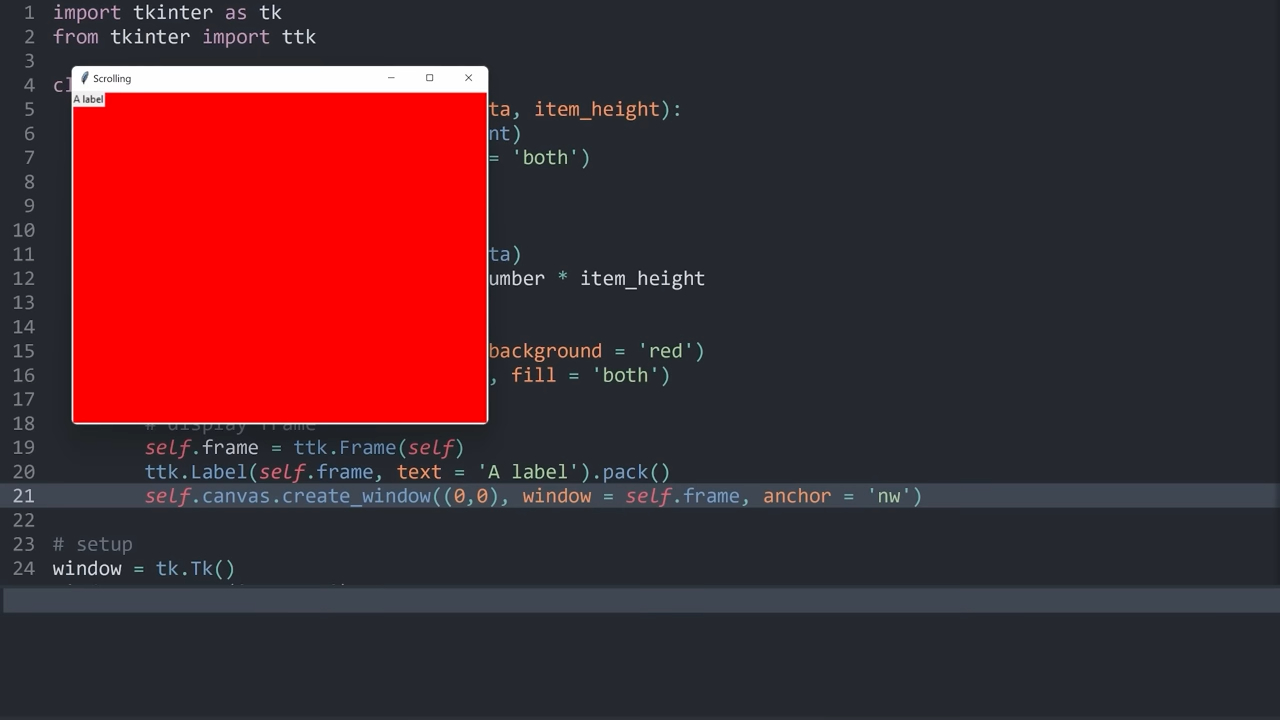 1 import tkinter as tk
2 from tkinter import ttk
3
Scrolling
4 cl
A label
5 ta, item_height):
6 nt)
7 = 'both')
8
9
10
11 ta)
12 umber * item_height
13
14
15 background = 'red')
16 , fill = 'both')
17
18 # display frame
19 self.frame = ttk.Frame(self)
20 ttk.Label(self.frame, text = 'A label').pack()
21 self.canvas.create_window((0,0), window = self.frame, anchor = 'nw')
22
23 # setup
24 window = tk.Tk()